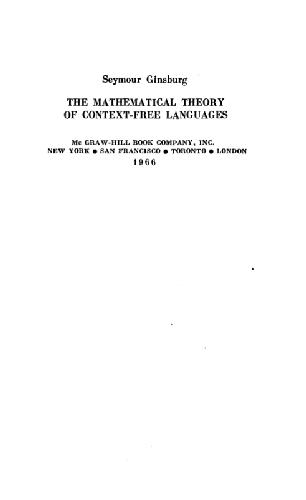 Seymour Ginsburg
THE MATHEMATICAL THEORY
OF CONTEXT-FREE LANGUAGES
Mc GRAW-HILL BOOK COMPANY, INC.
NEW YORK ● SAN FRANCISCO ● TORONTO ● LONDON
1966